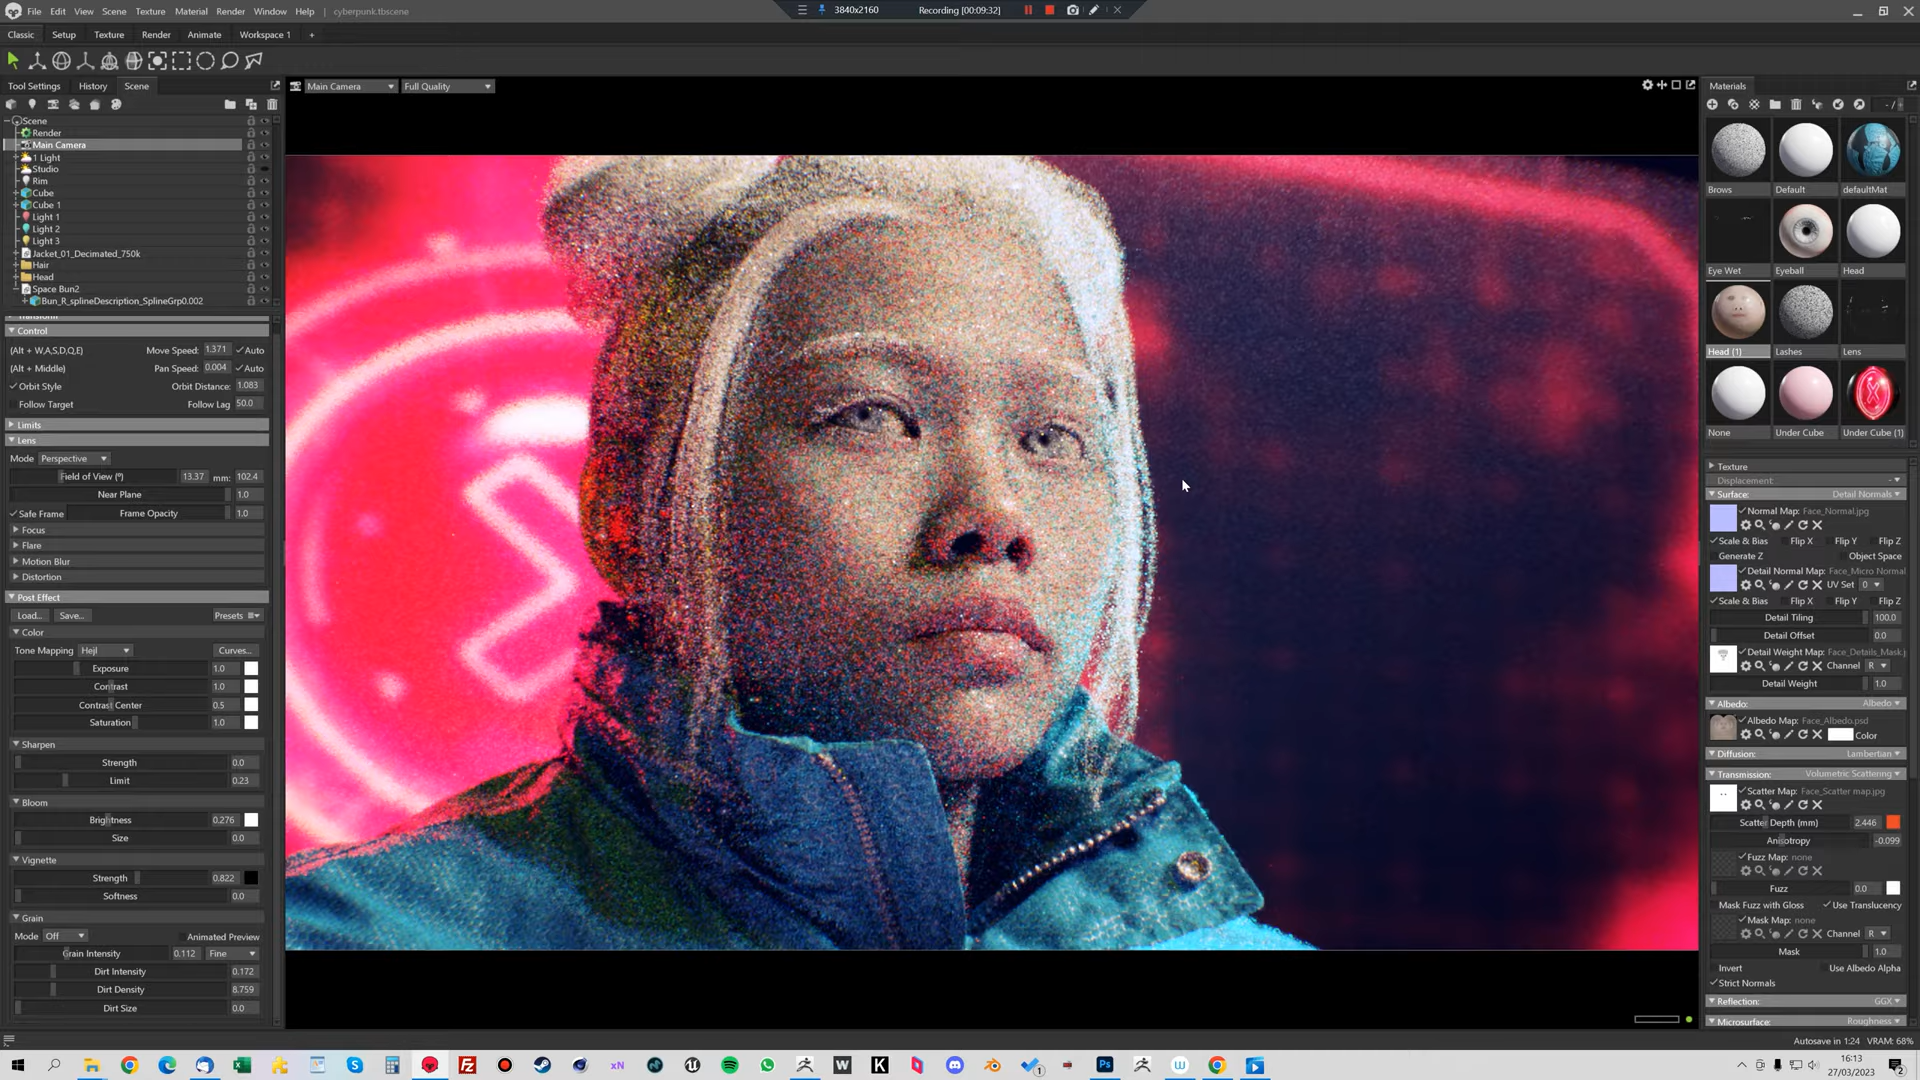 File Edit View Scene Texture Material Render Window Help cyberpunk.tbscene
3840x2160 Recording [00:09:32]
Classic Setup Texture Render Animate Workspace 1 +
Tool Settings History Scene
Main Camera Full Quality
Materials
Scene
Render
Main Camera
1 Light
Studio
Rim
Cube
Cube 1
Light 1
Light 2
Light 3
Jacket_01_Decimated_750k
Hair
Head
Space Bun2
Bun_R_splineDescription_SplineGrp0.002
Control
(Alt + W,A,S,D,Q,E) Move Speed: 1.371 Auto
(Alt + Middle) Pan Speed: 0.004 Auto
Orbit Style Orbit Distance: 1.083
Follow Target Follow Lag 50.0
Limits
Lens
Mode Perspective
Field of View (°) 13.37 mm: 102.4
Near Plane 1.0
Safe Frame Frame Opacity 1.0
Focus
Flare
Motion Blur
Distortion
Post Effect
Load... Save... Presets
Color
Tone Mapping Hejl Curves...
Exposure 1.0
Contrast 1.0
Contrast Center 0.5
Saturation 1.0
Sharpen
Strength 0.0
Limit 0.23
Bloom
Brightness 0.276
Size 0.0
Vignette
Strength 0.822
Softness 0.0
Grain
Mode Off Animated Preview
Grain Intensity 0.112 Fine
Dirt Intensity 0.172
Dirt Density 8.759
Dirt Size 0.0
Brows Default defaultMat
Eye Wet Eyeball Head
Head (1) Lashes Lens
None Under Cube Under Cube (1)
Texture
Displacement:
Surface: Detail Normals
Normal Map: Face_Normal.jpg
Scale & Bias Flip X Flip Y Flip Z
Generate Z Object Space
Detail Normal Map: Face_Micro Normal
UV Set 0
Scale & Bias Flip X Flip Y Flip Z
Detail Tiling 100.0
Detail Offset 0.0
Detail Weight Map: Face_Details_Mask.j
Channel R
Detail Weight 1.0
Albedo: Albedo
Albedo Map: Face_Albedo.psd
Color
Diffusion: Lambertian
Transmission: Volumetric Scattering
Scatter Map: Face_Scatter map.jpg
Scatter Depth (mm) 2.446
Anisotropy -0.099
Fuzz Map: none
Fuzz 0.0
Mask Fuzz with Gloss Use Translucency
Mask Map: none
Channel R
Mask 1.0
Invert Use Albedo Alpha
Strict Normals
Reflection: GGX
Microsurface: Roughness
Autosave in 1:24 VRAM: 68%
16:13
27/03/2023